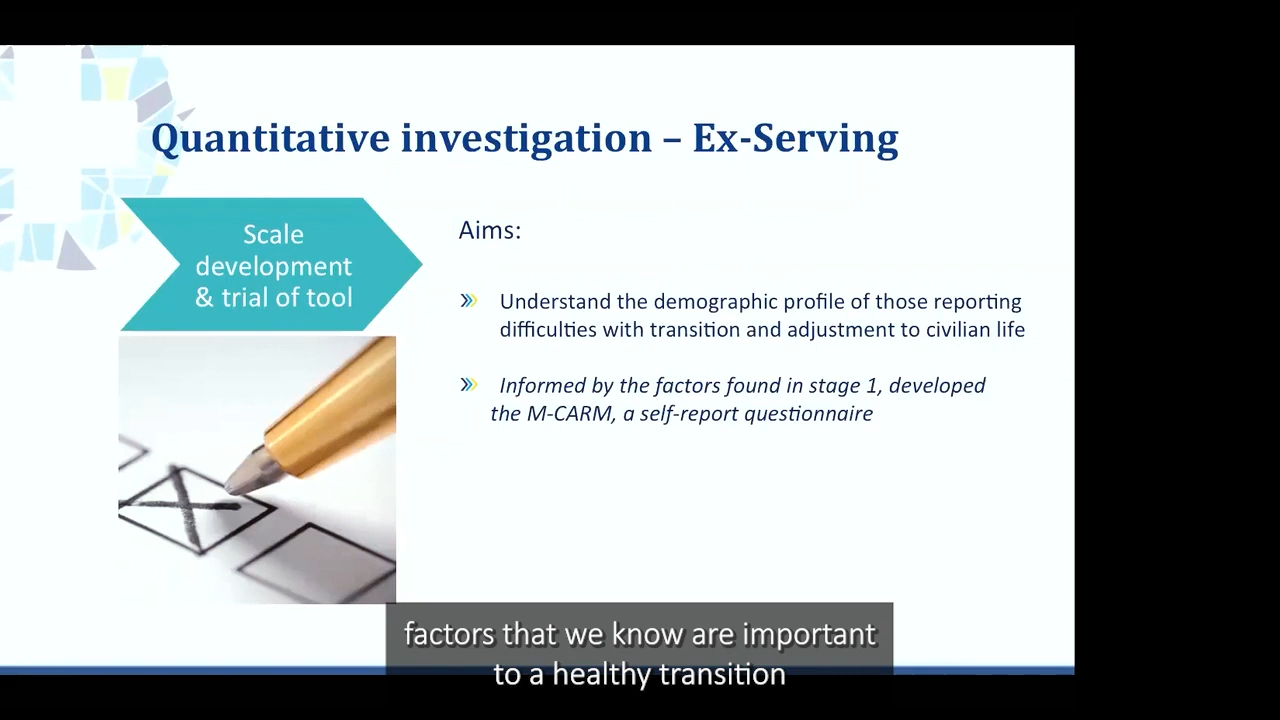 Quantitative investigation – Ex-Serving
Scale
development
& trial of tool
Aims:
Understand the demographic profile of those reporting
difficulties with transition and adjustment to civilian life
Informed by the factors found in stage 1, developed
the M-CARM, a self-report questionnaire
factors that we know are important
to a healthy transition